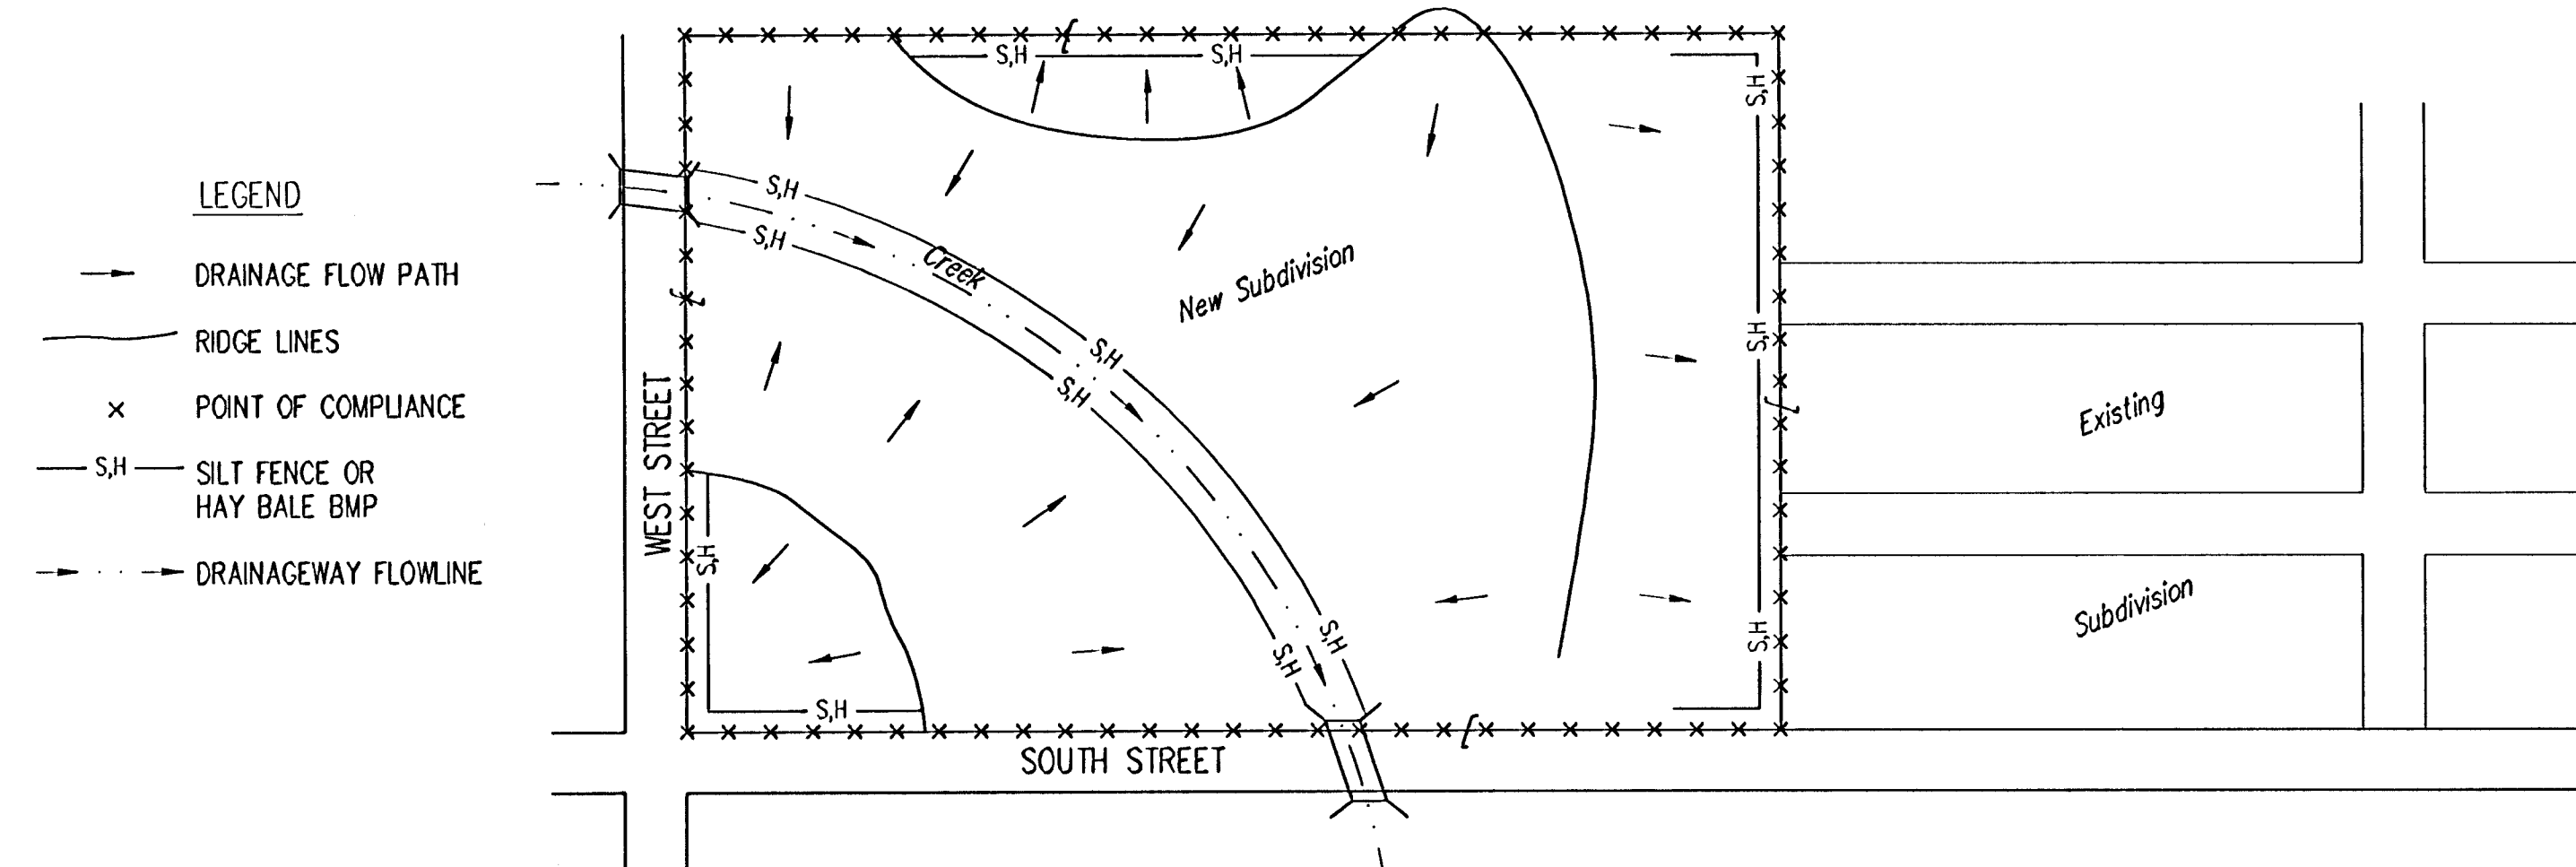 LEGEND
DRAINAGE FLOW PATH
RIDGE LINES
× POINT OF COMPLIANCE
S,H SILT FENCE OR
HAY BALE BMP
DRAINAGEWAY FLOWLINE
S,H
S,H
S,H
S,H
Creek
S,H
S,H
S,H
S,H
New Subdivision
WEST STREET
S,H
S,H
SOUTH STREET
S,H
S,H
S,H
Existing
Subdivision